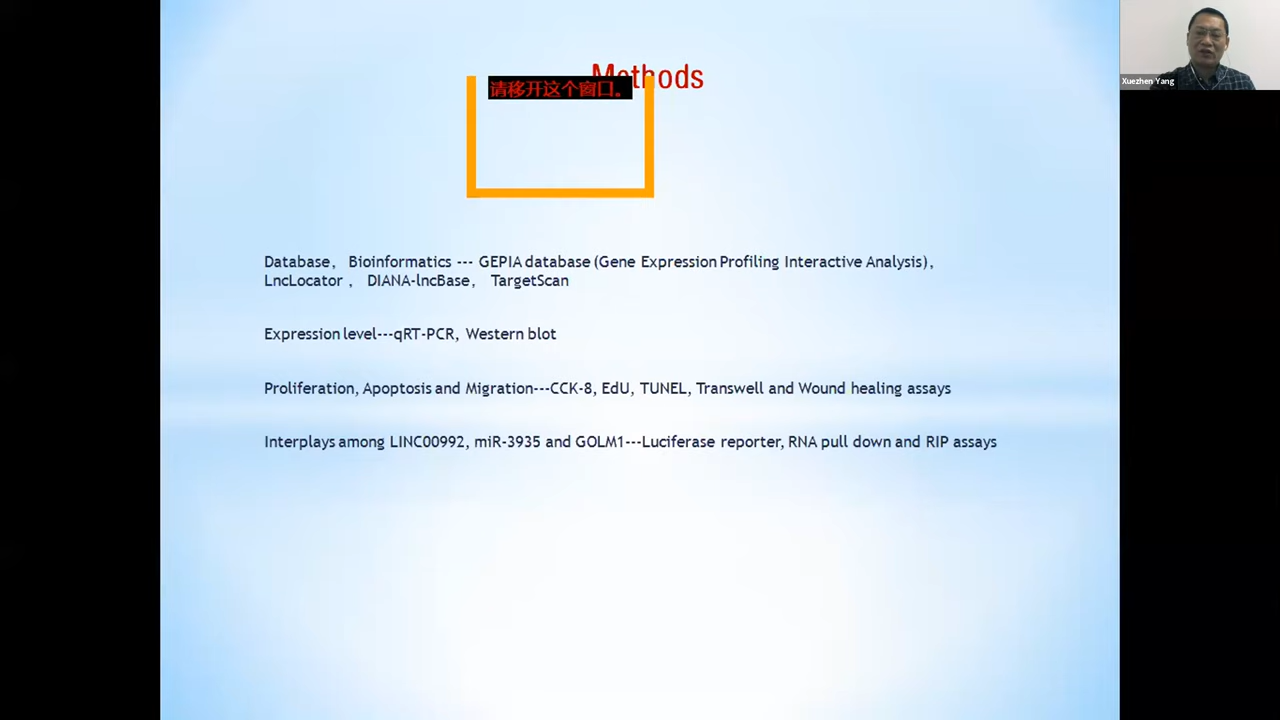 Methods
请移开这个窗口。
Xuezhen Yang
Database， Bioinformatics --- GEPIA database (Gene Expression Profiling Interactive Analysis),
LncLocator ， DIANA-lncBase， TargetScan
Expression level---qRT-PCR, Western blot
Proliferation, Apoptosis and Migration---CCK-8, EdU, TUNEL, Transwell and Wound healing assays
Interplays among LINC00992, miR-3935 and GOLM1---Luciferase reporter, RNA pull down and RIP assays